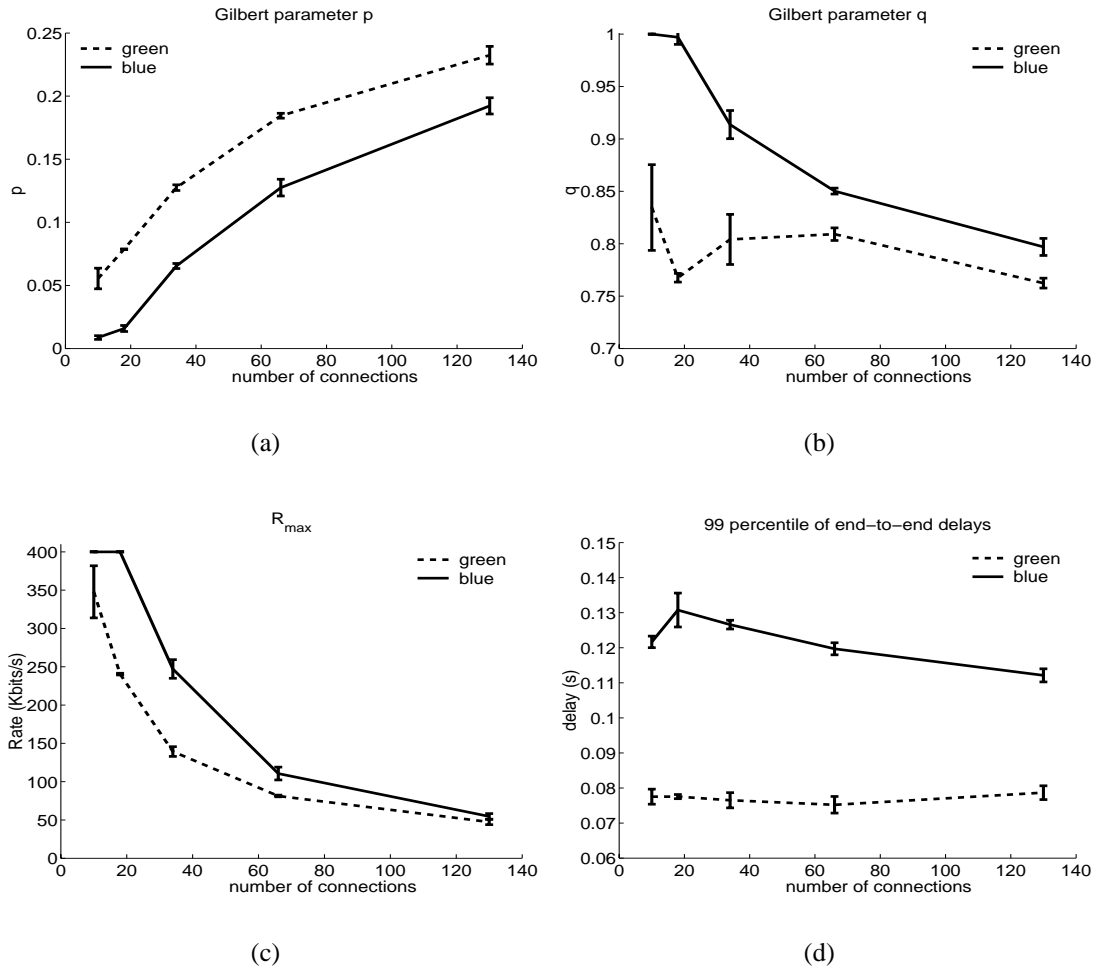 Gilbert parameter p
0.25
0.2
0.15
0.1
0.05
0
p
green
blue
0 20 40 60 80 100 120 140
number of connections
(a)
Gilbert parameter q
1
0.95
0.9
0.85
0.8
0.75
0.7
q
green
blue
0 20 40 60 80 100 120 140
number of connections
(b)
R_max
400
350
300
250
200
150
100
50
0
Rate (Kbits/s)
green
blue
0 20 40 60 80 100 120 140
number of connections
(c)
99 percentile of end−to−end delays
0.15
0.14
0.13
0.12
0.11
0.1
0.09
0.08
0.07
0.06
delay (s)
green
blue
0 20 40 60 80 100 120 140
number of connections
(d)